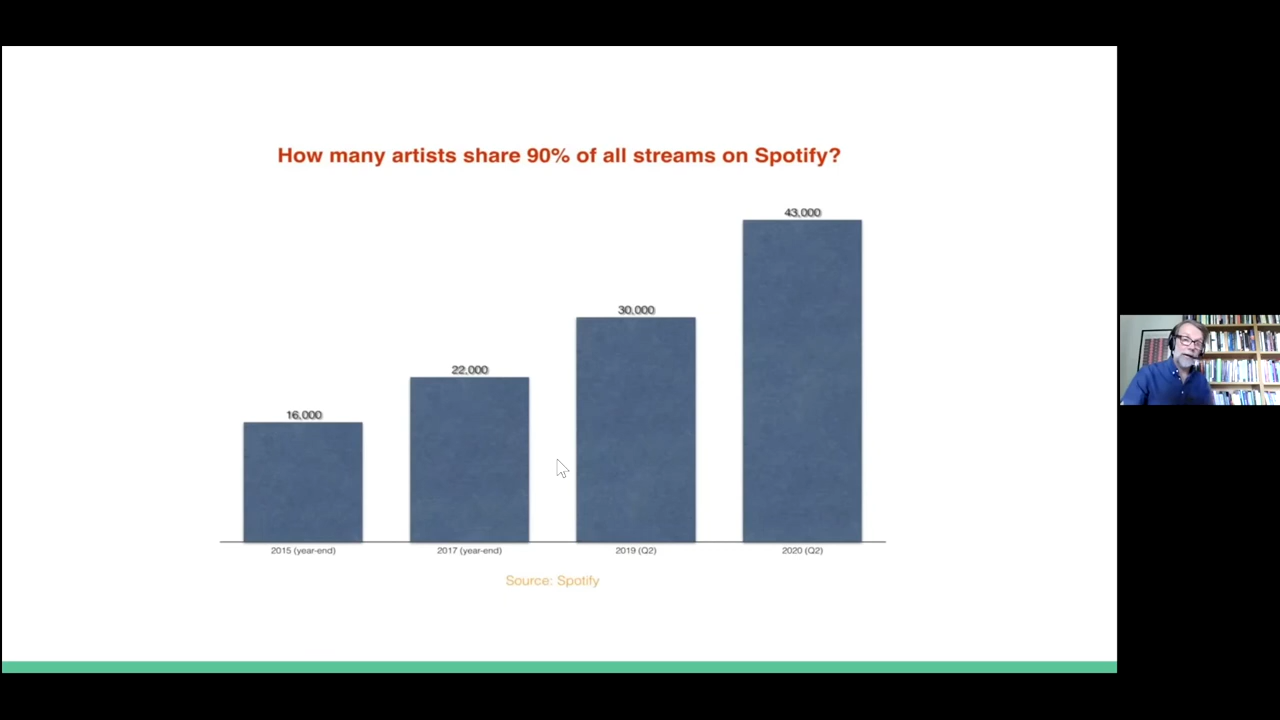 How many artists share 90% of all streams on Spotify?
43,000
30,000
22,000
16,000
2015 (year-end)
2017 (year-end)
2019 (Q2)
2020 (Q2)
Source: Spotify